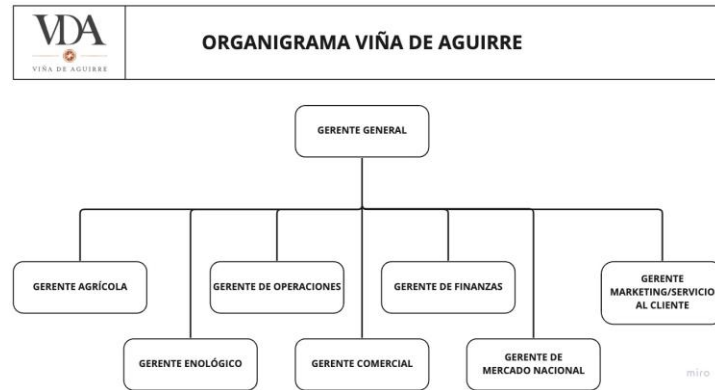 VDA
VIÑA DE AGUIRRE
ORGANIGRAMA VIÑA DE AGUIRRE
GERENTE GENERAL
GERENTE AGRÍCOLA
GERENTE DE OPERACIONES
GERENTE DE FINANZAS
GERENTE
MARKETING/SERVICIO
AL CLIENTE
GERENTE ENOLÓGICO
GERENTE COMERCIAL
GERENTE DE
MERCADO NACIONAL
miro